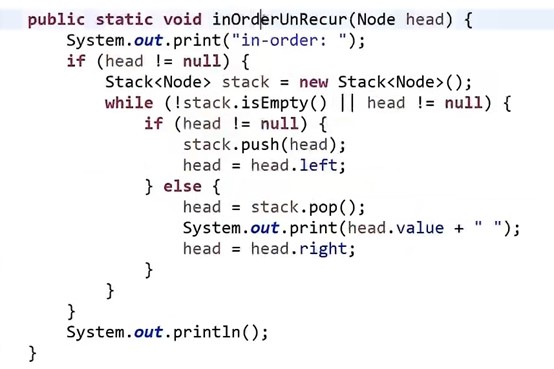 public static void inOrderUnRecur(Node head) {
    System.out.print("in-order: ");
    if (head != null) {
        Stack<Node> stack = new Stack<Node>();
        while (!stack.isEmpty() || head != null) {
            if (head != null) {
                stack.push(head);
                head = head.left;
            } else {
                head = stack.pop();
                System.out.print(head.value + " ");
                head = head.right;
            }
        }
    }
    System.out.println();
}